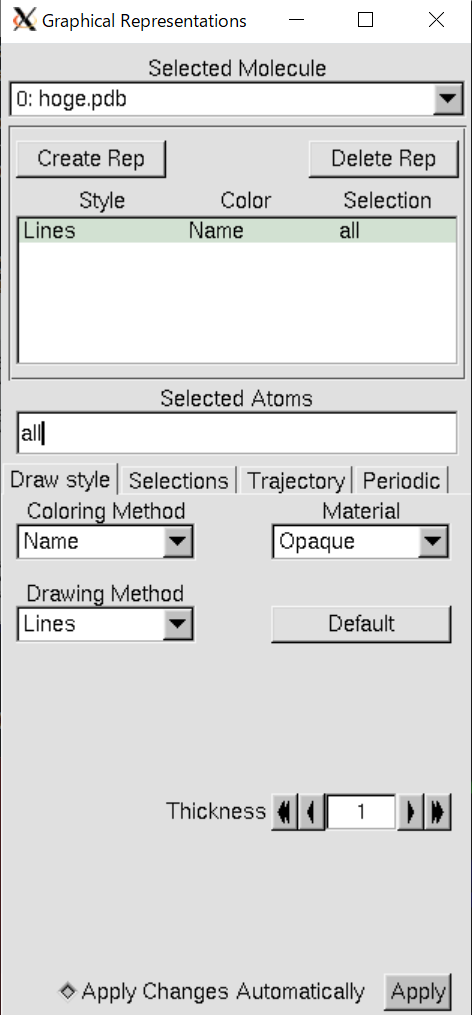 Graphical Representations
Selected Molecule
0: hoge.pdb
Create Rep Delete Rep
Style Color Selection
Lines Name all
Selected Atoms
all
Draw style Selections Trajectory Periodic
Coloring Method Material
Name Opaque
Drawing Method
Lines Default
Thickness 1
Apply Changes Automatically Apply